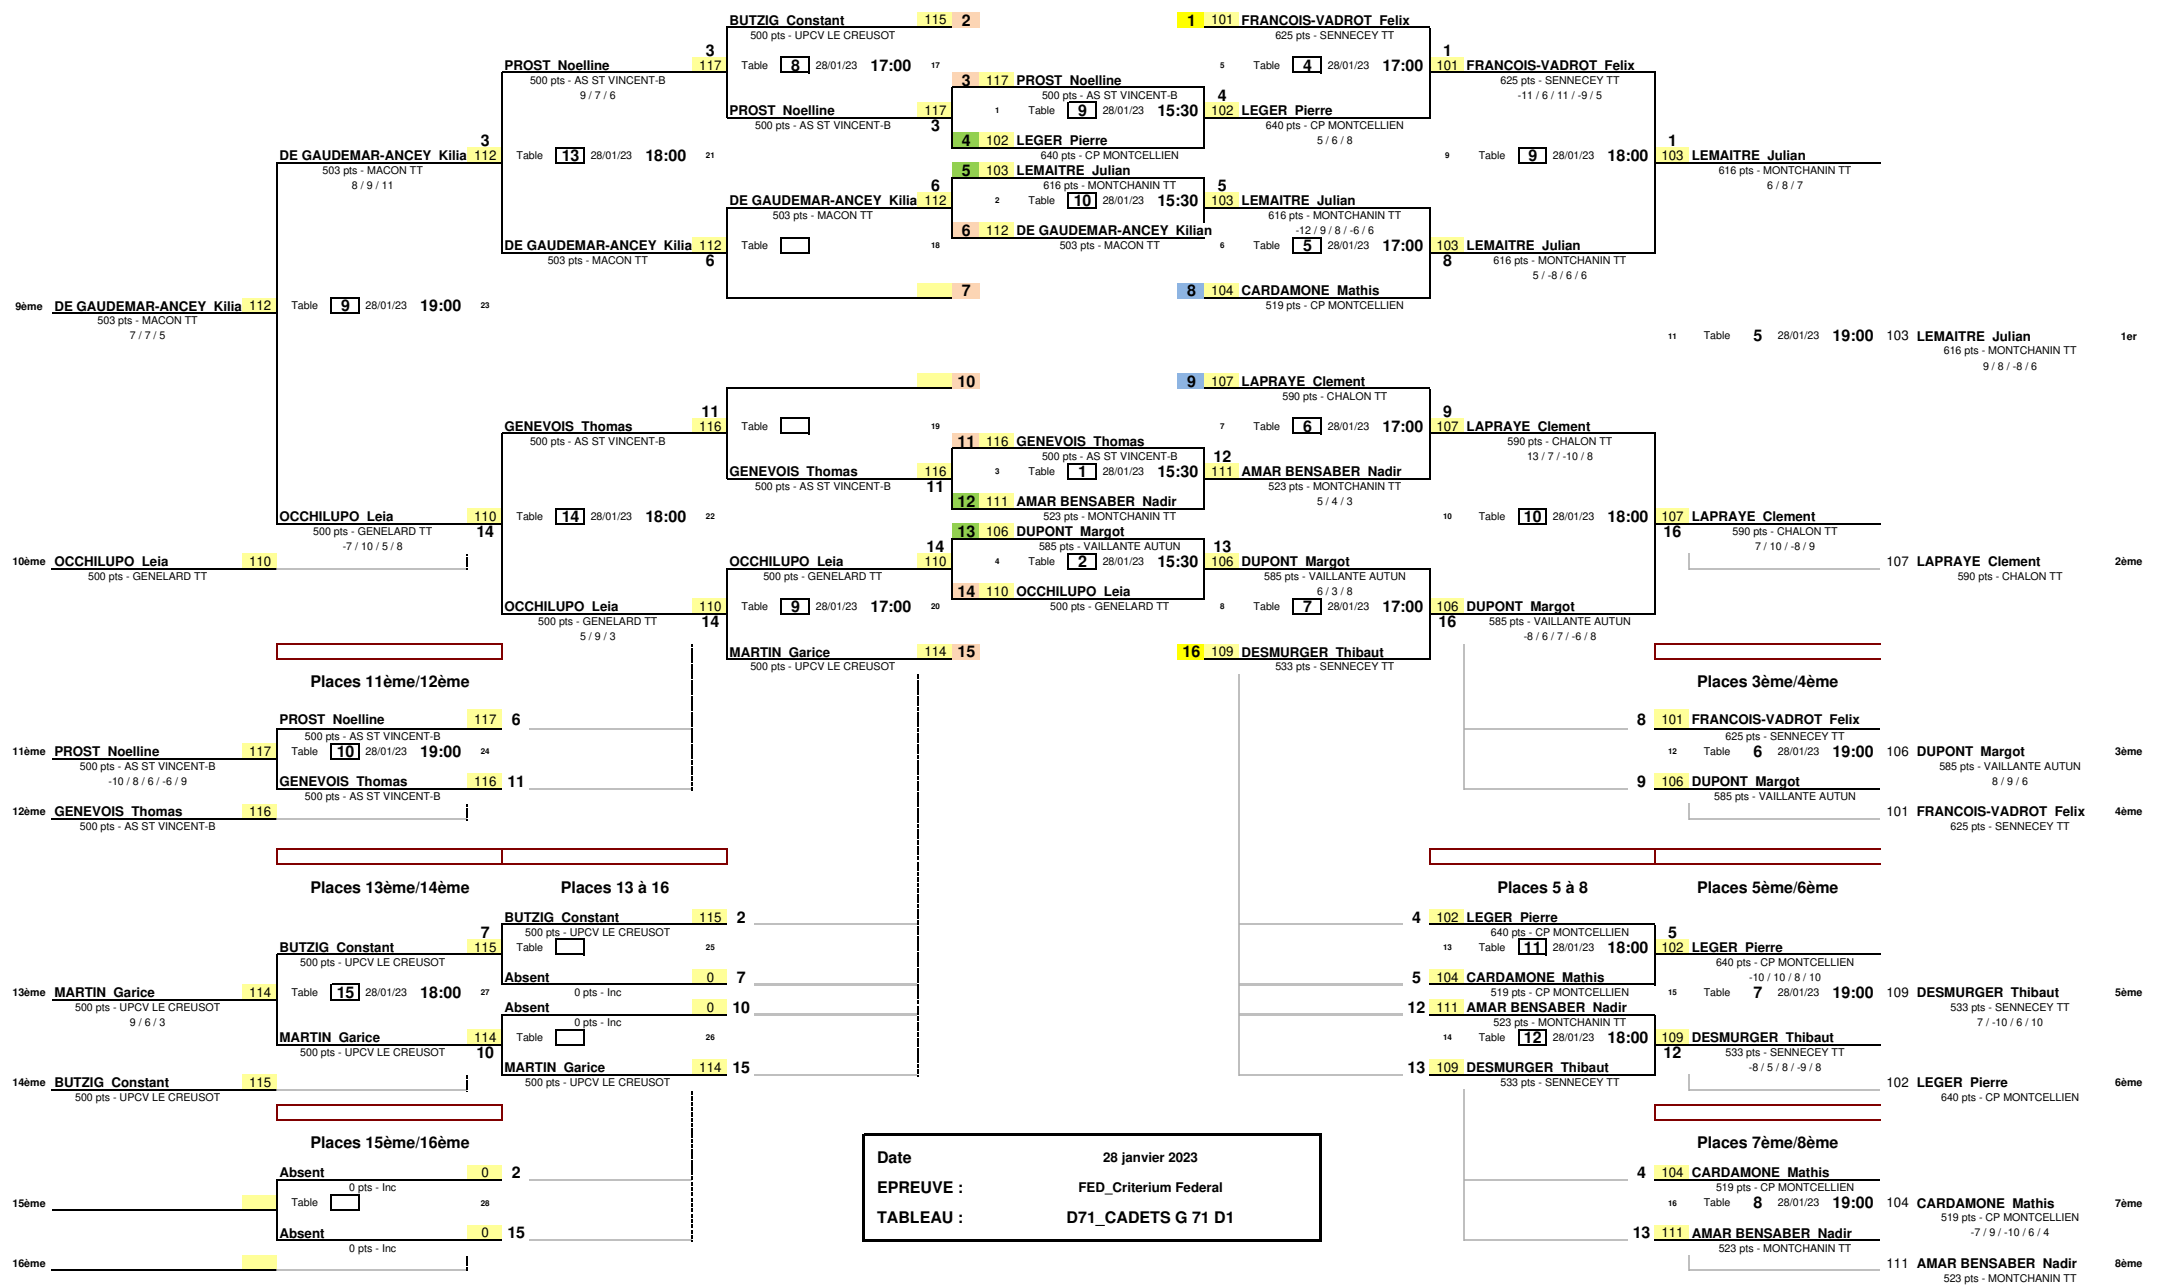 BUTZIG Constant 115 2 1 101 FRANCOIS-VADROT Felix
500 pts - UPCV LE CREUSOT 625 pts - SENNECEY TT
3 1
PROST Noelline 117 Table 8 28/01/23 17:00 17 5 Table 4 28/01/23 17:00 101 FRANCOIS-VADROT Felix
500 pts - AS ST VINCENT-B 3 117 PROST Noelline 625 pts - SENNECEY TT
9 / 7 / 6 500 pts - AS ST VINCENT-B 4 -11 / 6 / 11 / -9 / 5
PROST Noelline 117 1 Table 9 28/01/23 15:30 102 LEGER Pierre
500 pts - AS ST VINCENT-B 3 640 pts - CP MONTCELLIEN
3 4 102 LEGER Pierre 5 / 6 / 8 1
DE GAUDEMAR-ANCEY Kilia 112 Table 13 28/01/23 18:00 21 640 pts - CP MONTCELLIEN 9 Table 9 28/01/23 18:00 103 LEMAITRE Julian
503 pts - MACON TT 5 103 LEMAITRE Julian 616 pts - MONTCHANIN TT
8 / 9 / 11 6 616 pts - MONTCHANIN TT 5 6 / 8 / 7
DE GAUDEMAR-ANCEY Kilia 112 2 Table 10 28/01/23 15:30 103 LEMAITRE Julian
503 pts - MACON TT 616 pts - MONTCHANIN TT
6 112 DE GAUDEMAR-ANCEY Kilian -12 / 9 / 8 / -6 / 6
DE GAUDEMAR-ANCEY Kilia 112 Table 18 503 pts - MACON TT 6 Table 5 28/01/23 17:00 103 LEMAITRE Julian
503 pts - MACON TT 6 8 616 pts - MONTCHANIN TT
5 / -8 / 6 / 6
7 8 104 CARDAMONE Mathis
9ème DE GAUDEMAR-ANCEY Kilia 112 Table 9 28/01/23 19:00 23 519 pts - CP MONTCELLIEN
503 pts - MACON TT
7 / 7 / 5 11 Table 5 28/01/23 19:00 103 LEMAITRE Julian 1er
616 pts - MONTCHANIN TT
9 / 8 / -8 / 6
10 9 107 LAPRAYE Clement
590 pts - CHALON TT
11 9
GENEVOIS Thomas 116 Table 19 7 Table 6 28/01/23 17:00 107 LAPRAYE Clement
500 pts - AS ST VINCENT-B 11 116 GENEVOIS Thomas 590 pts - CHALON TT
500 pts - AS ST VINCENT-B 12 13 / 7 / -10 / 8
GENEVOIS Thomas 116 3 Table 1 28/01/23 15:30 111 AMAR BENSABER Nadir
500 pts - AS ST VINCENT-B 11 523 pts - MONTCHANIN TT
12 111 AMAR BENSABER Nadir 5 / 4 / 3
OCCHILUPO Leia 110 Table 14 28/01/23 18:00 22 523 pts - MONTCHANIN TT 10 Table 10 28/01/23 18:00 107 LAPRAYE Clement
500 pts - GENELARD TT 14 13 106 DUPONT Margot 16 590 pts - CHALON TT
-7 / 10 / 5 / 8 14 585 pts - VAILLANTE AUTUN 13 7 / 10 / -8 / 9
10ème OCCHILUPO Leia 110 OCCHILUPO Leia 110 4 Table 2 28/01/23 15:30 106 DUPONT Margot 107 LAPRAYE Clement 2ème
500 pts - GENELARD TT 500 pts - GENELARD TT 585 pts - VAILLANTE AUTUN 590 pts - CHALON TT
14 110 OCCHILUPO Leia 6 / 3 / 8
OCCHILUPO Leia 110 Table 9 28/01/23 17:00 20 500 pts - GENELARD TT 8 Table 7 28/01/23 17:00 106 DUPONT Margot
500 pts - GENELARD TT 14 16 585 pts - VAILLANTE AUTUN
5 / 9 / 3 -8 / 6 / 7 / -6 / 8
MARTIN Garice 114 15 16 109 DESMURGER Thibaut
500 pts - UPCV LE CREUSOT 533 pts - SENNECEY TT
Places 11ème/12ème Places 3ème/4ème
PROST Noelline 117 6 8 101 FRANCOIS-VADROT Felix
500 pts - AS ST VINCENT-B 625 pts - SENNECEY TT
11ème PROST Noelline 117 Table 10 28/01/23 19:00 24 12 Table 6 28/01/23 19:00 106 DUPONT Margot 3ème
500 pts - AS ST VINCENT-B 585 pts - VAILLANTE AUTUN
-10 / 8 / 6 / -6 / 9 GENEVOIS Thomas 116 11 9 106 DUPONT Margot 8 / 9 / 6
500 pts - AS ST VINCENT-B 585 pts - VAILLANTE AUTUN
12ème GENEVOIS Thomas 116 101 FRANCOIS-VADROT Felix 4ème
500 pts - AS ST VINCENT-B 625 pts - SENNECEY TT
Places 13ème/14ème Places 13 à 16 Places 5 à 8 Places 5ème/6ème
BUTZIG Constant 115 2 4 102 LEGER Pierre
7 500 pts - UPCV LE CREUSOT 640 pts - CP MONTCELLIEN 5
BUTZIG Constant 115 Table 25 13 Table 11 28/01/23 18:00 102 LEGER Pierre
500 pts - UPCV LE CREUSOT 640 pts - CP MONTCELLIEN
Absent 0 7 5 104 CARDAMONE Mathis -10 / 10 / 8 / 10
13ème MARTIN Garice 114 Table 15 28/01/23 18:00 27 0 pts - Inc 519 pts - CP MONTCELLIEN 15 Table 7 28/01/23 19:00 109 DESMURGER Thibaut 5ème
500 pts - UPCV LE CREUSOT Absent 0 10 12 111 AMAR BENSABER Nadir 533 pts - SENNECEY TT
9 / 6 / 3 0 pts - Inc 523 pts - MONTCHANIN TT 7 / -10 / 6 / 10
MARTIN Garice 114 Table 26 14 Table 12 28/01/23 18:00 109 DESMURGER Thibaut
500 pts - UPCV LE CREUSOT 10 12 533 pts - SENNECEY TT
MARTIN Garice 114 15 13 109 DESMURGER Thibaut -8 / 5 / 8 / -9 / 8
14ème BUTZIG Constant 115 500 pts - UPCV LE CREUSOT 533 pts - SENNECEY TT 102 LEGER Pierre 6ème
500 pts - UPCV LE CREUSOT 640 pts - CP MONTCELLIEN
Places 15ème/16ème Places 7ème/8ème
Date 28 janvier 2023
Absent 0 2 4 104 CARDAMONE Mathis
0 pts - Inc EPREUVE : FED_Criterium Federal 519 pts - CP MONTCELLIEN
15ème Table 28 16 Table 8 28/01/23 19:00 104 CARDAMONE Mathis 7ème
TABLEAU : D71_CADETS G 71 D1 519 pts - CP MONTCELLIEN
Absent 0 15 13 111 AMAR BENSABER Nadir -7 / 9 / -10 / 6 / 4
0 pts - Inc 523 pts - MONTCHANIN TT
16ème 111 AMAR BENSABER Nadir 8ème
523 pts - MONTCHANIN TT